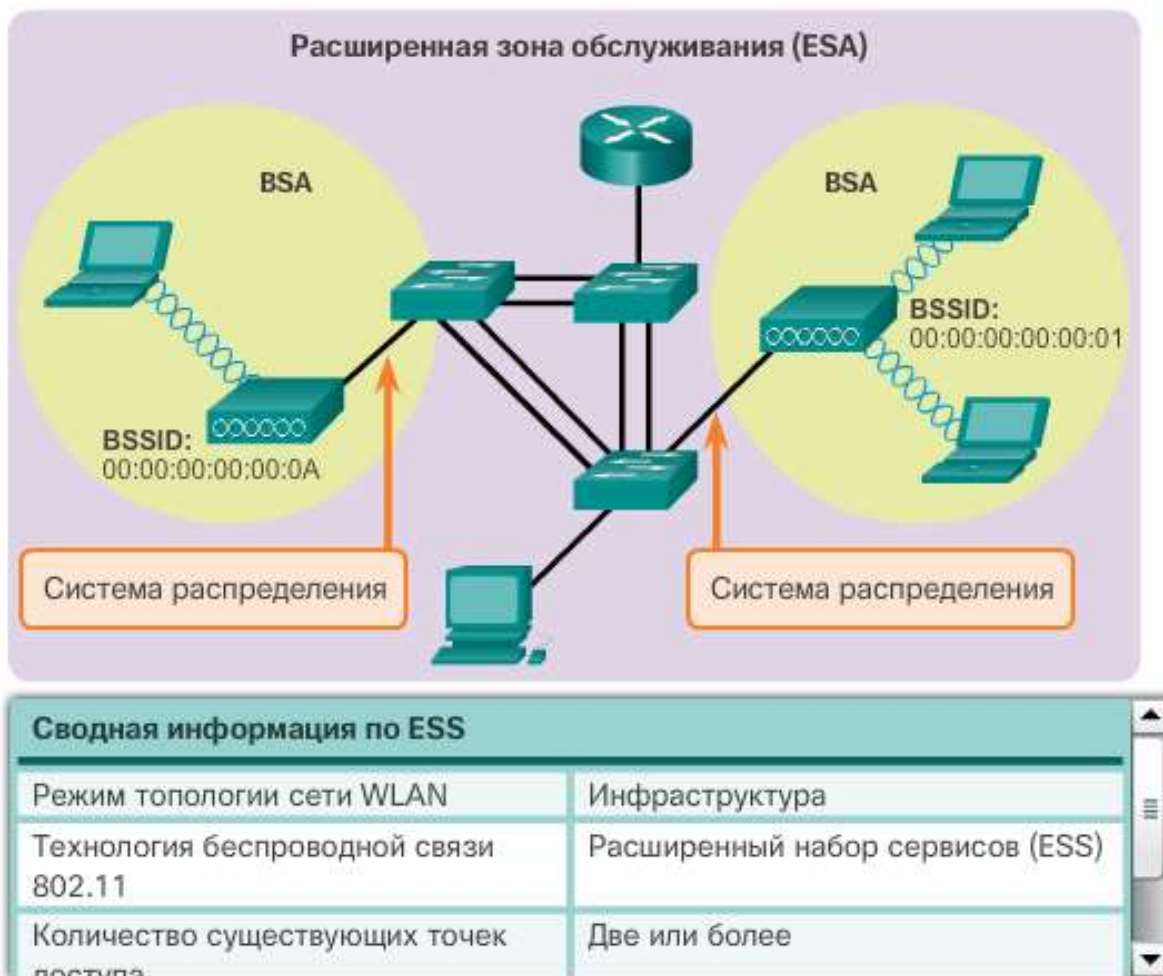 Расширенная зона обслуживания (ESA)
BSA
BSA
BSSID:
00:00:00:00:00:01
BSSID:
00:00:00:00:00:0A
Система распределения
Система распределения
Сводная информация по ESS
Режим топологии сети WLAN
Инфраструктура
Технология беспроводной связи
802.11
Расширенный набор сервисов (ESS)
Количество существующих точек
доступа
Две или более